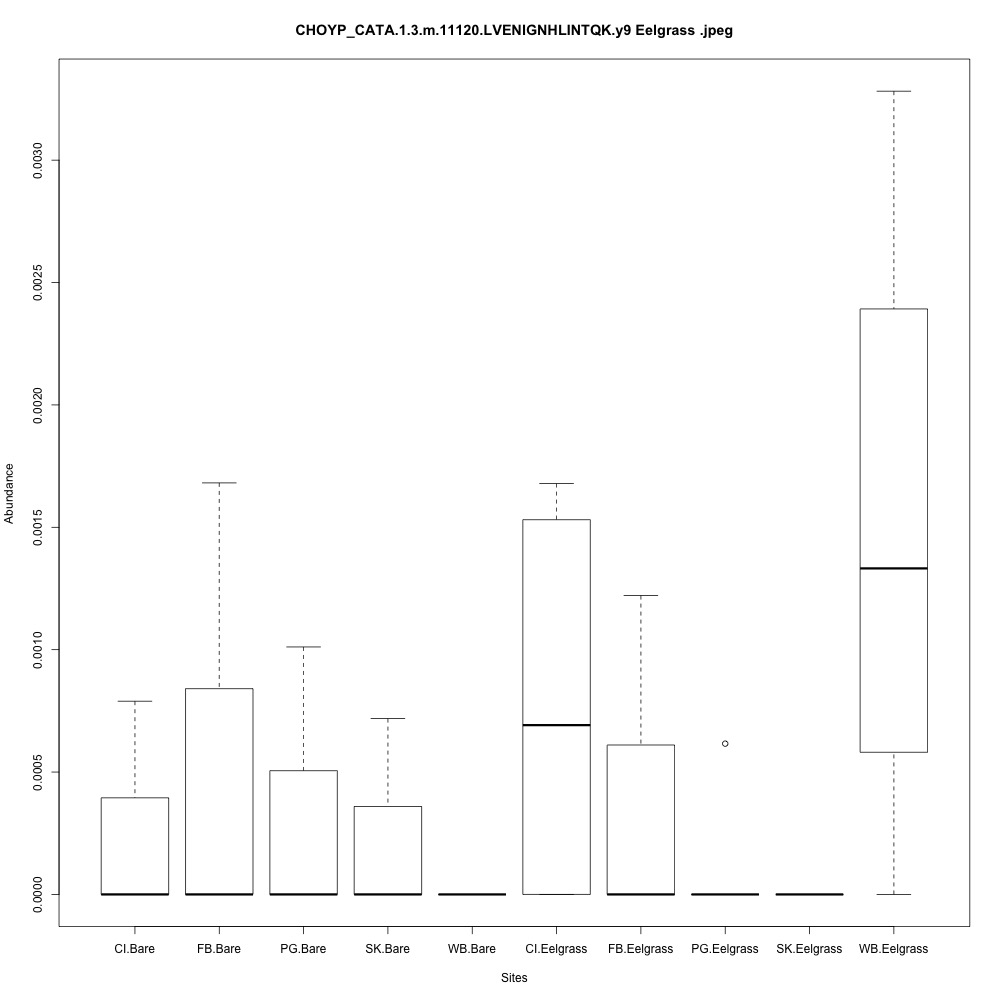 CHOYP_CATA.1.3.m.11120.LVENIGNHLINTQK.y9 Eelgrass .jpeg
Abundance
0.0030
0.0025
0.0020
0.0015
0.0010
0.0005
0.0000
CI.Bare FB.Bare PG.Bare SK.Bare WB.Bare CI.Eelgrass FB.Eelgrass PG.Eelgrass SK.Eelgrass WB.Eelgrass
Sites